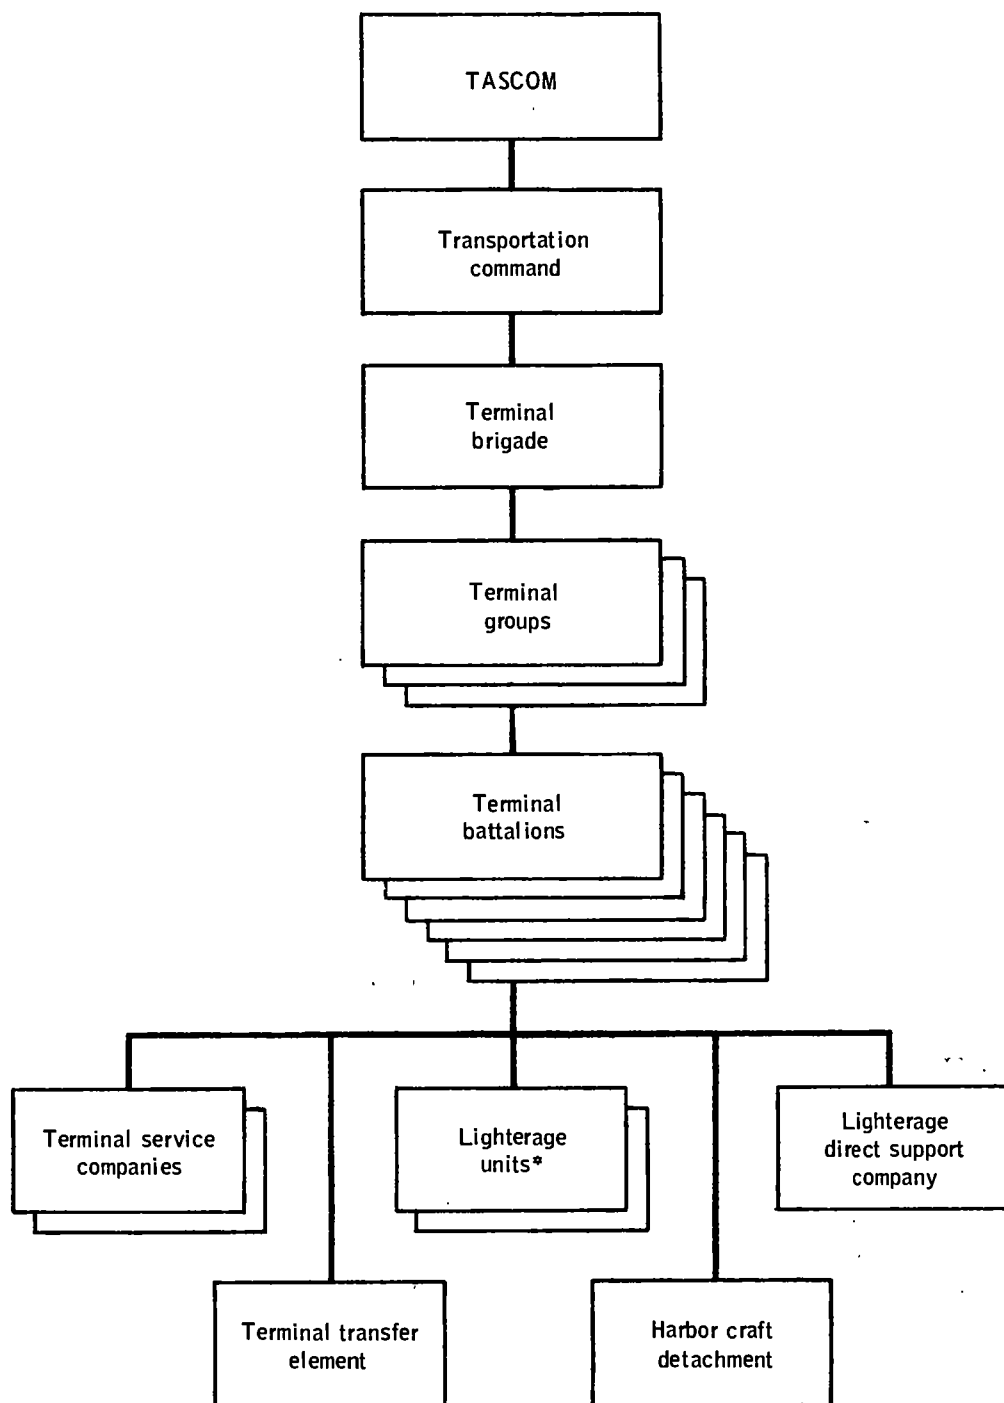 TASCOM
Transportation
command
Terminal
brigade
Terminal
groups
Terminal
battalions
Terminal service
companies
Lighterage
units*
Lighterage
direct support
company
Terminal transfer
element
Harbor craft
detachment